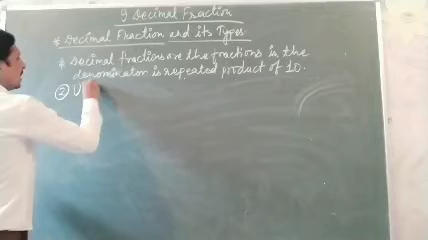 9 Decimal Fraction
* Decimal Fraction and its Types
* Decimal fractions are the fractions in the
denominator is repeated product of 10.
② U